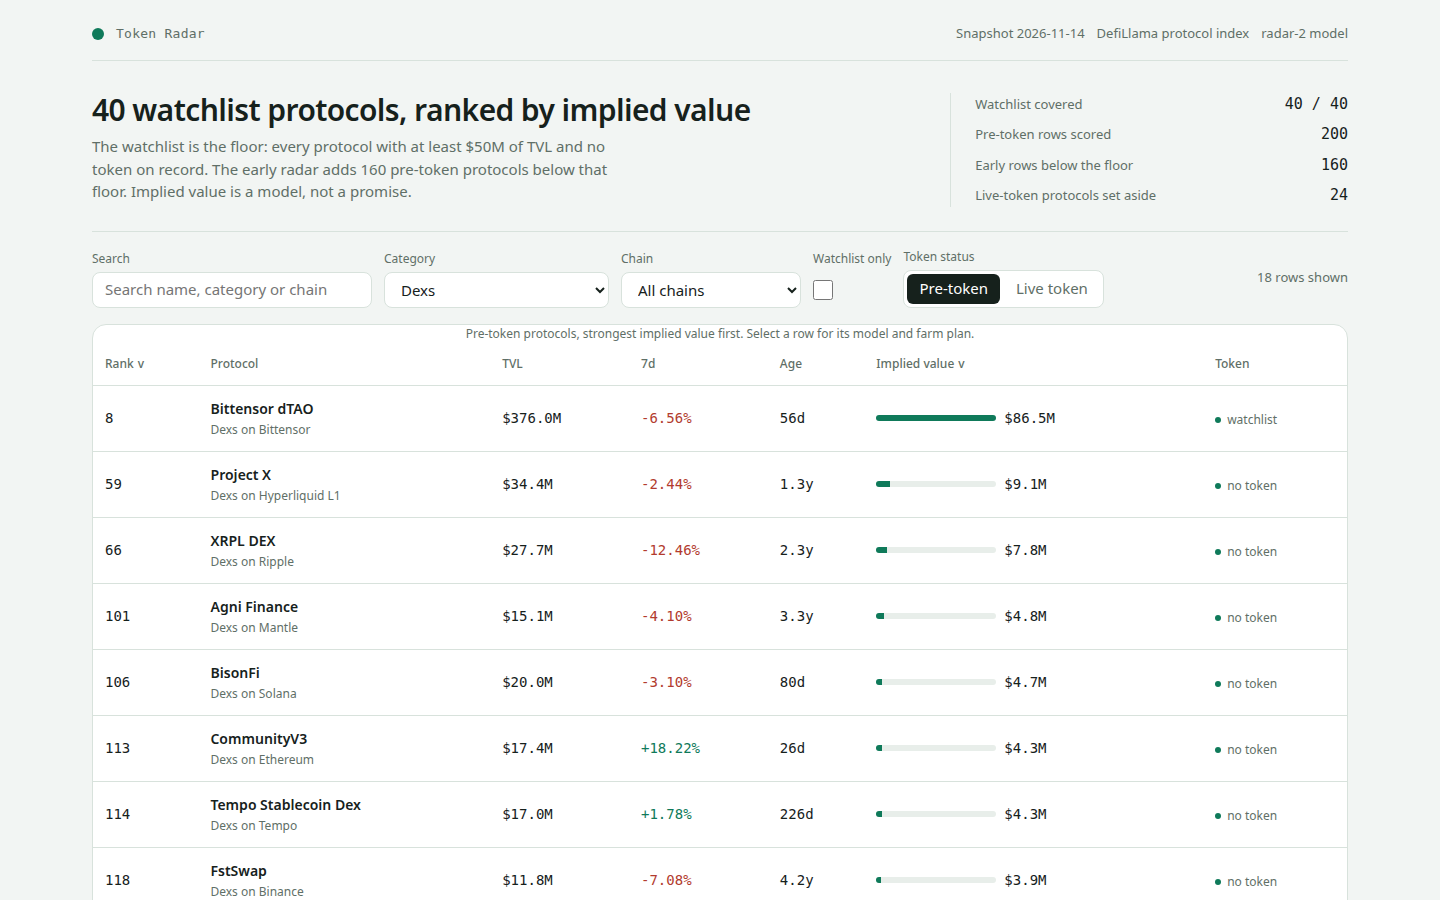 Token Radar
Snapshot 2026-11-14 DefiLlama protocol index radar-2 model
40 watchlist protocols, ranked by implied value
The watchlist is the floor: every protocol with at least $50M of TVL and no
token on record. The early radar adds 160 pre-token protocols below that
floor. Implied value is a model, not a promise.
Watchlist covered 40 / 40
Pre-token rows scored 200
Early rows below the floor 160
Live-token protocols set aside 24
Search Category Chain Watchlist only Token status
Search name, category or chain Dexs All chains Pre-token Live token 18 rows shown
Pre-token protocols, strongest implied value first. Select a row for its model and farm plan.
Rank v Protocol TVL 7d Age Implied value v Token
8 Bittensor dTAO $376.0M -6.56% 56d $86.5M watchlist
Dexs on Bittensor
59 Project X $34.4M -2.44% 1.3y $9.1M no token
Dexs on Hyperliquid L1
66 XRPL DEX $27.7M -12.46% 2.3y $7.8M no token
Dexs on Ripple
101 Agni Finance $15.1M -4.10% 3.3y $4.8M no token
Dexs on Mantle
106 BisonFi $20.0M -3.10% 80d $4.7M no token
Dexs on Solana
113 CommunityV3 $17.4M +18.22% 26d $4.3M no token
Dexs on Ethereum
114 Tempo Stablecoin Dex $17.0M +1.78% 226d $4.3M no token
Dexs on Tempo
118 FstSwap $11.8M -7.08% 4.2y $3.9M no token
Dexs on Binance